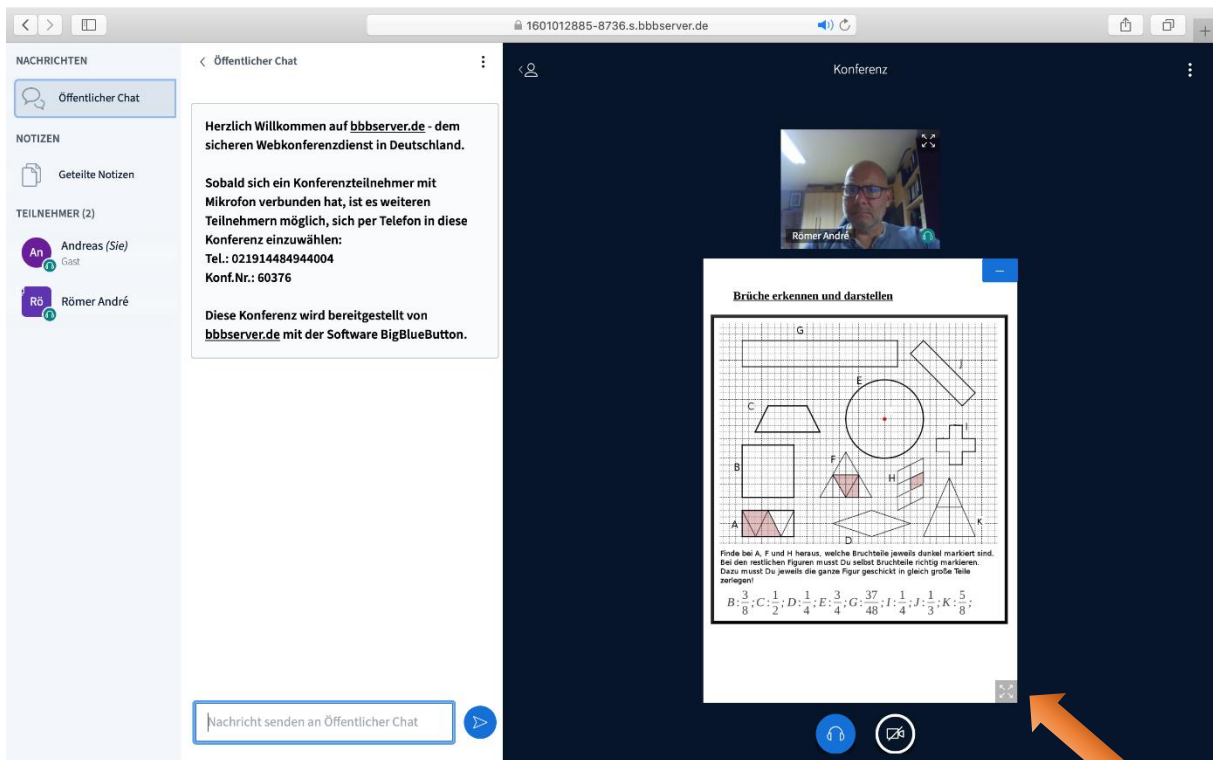 1601012885-8736.s.bbbserver.de
NACHRICHTEN
Öffentlicher Chat
NOTIZEN
Geteilte Notizen
TEILNEHMER (2)
An
Andreas (Sie)
Gast
Rö
Römer André
Öffentlicher Chat
Herzlich Willkommen auf bbbserver.de - dem
sicheren Webkonferenzdienst in Deutschland.
Sobald sich ein Konferenzteilnehmer mit
Mikrofon verbunden hat, ist es weiteren
Teilnehmern möglich, sich per Telefon in diese
Konferenz einzuwählen:
Tel.: 021914484944004
Konf.Nr.: 60376
Diese Konferenz wird bereitgestellt von
bbbserver.de mit der Software BigBlueButton.
Nachricht senden an Öffentlicher Chat
Konferenz
Römer André
Brüche erkennen und darstellen
G
J
E
C
I
F
B
H
A
D
K
Finde bei A, F und H heraus, welche Bruchteile jeweils dunkel markiert sind.
Bei den restlichen Figuren musst Du selbst Bruchteile richtig markieren.
Dazu musst Du jeweils die ganze Figur geschickt in gleich große Teile
zerlegen!
B: 3/8; C: 1/2; D: 1/4; E: 3/4; G: 37/48; I: 1/4; J: 1/3; K: 5/8;